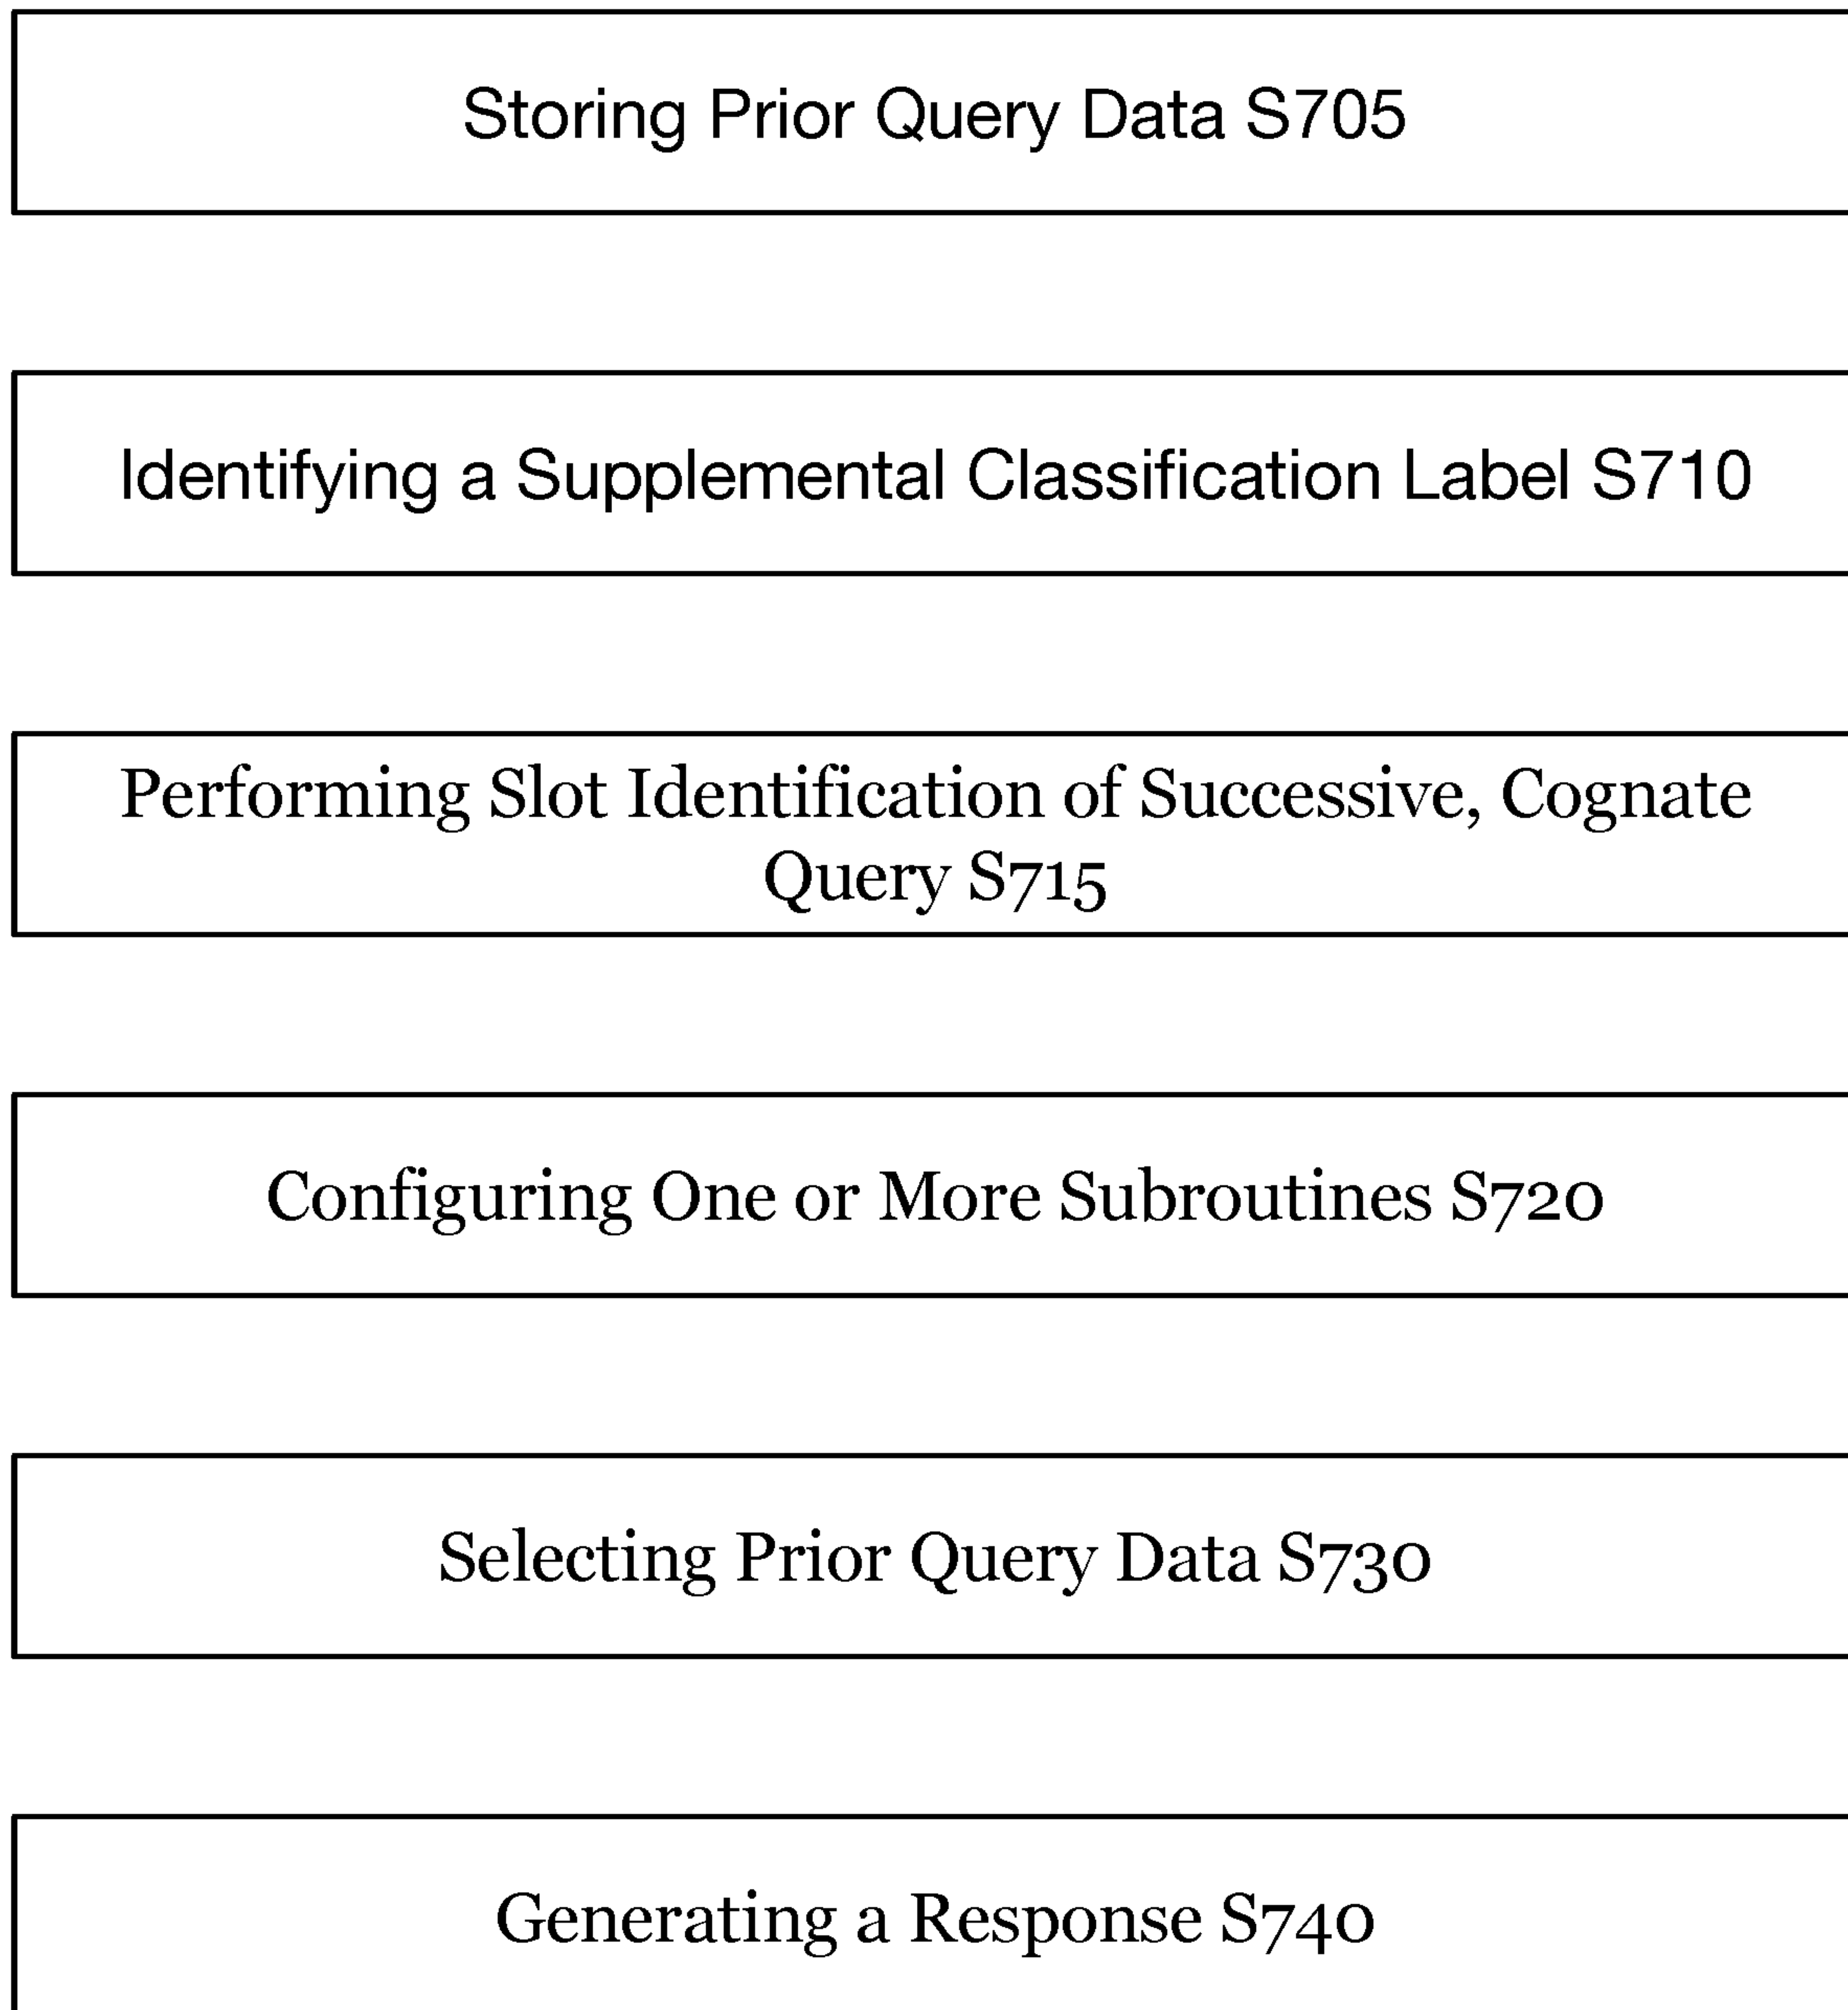 Storing Prior Query Data S705
Identifying a Supplemental Classification Label S710
Performing Slot Identification of Successive, Cognate
Query S715
Configuring One or More Subroutines S720
Selecting Prior Query Data S730
Generating a Response S740